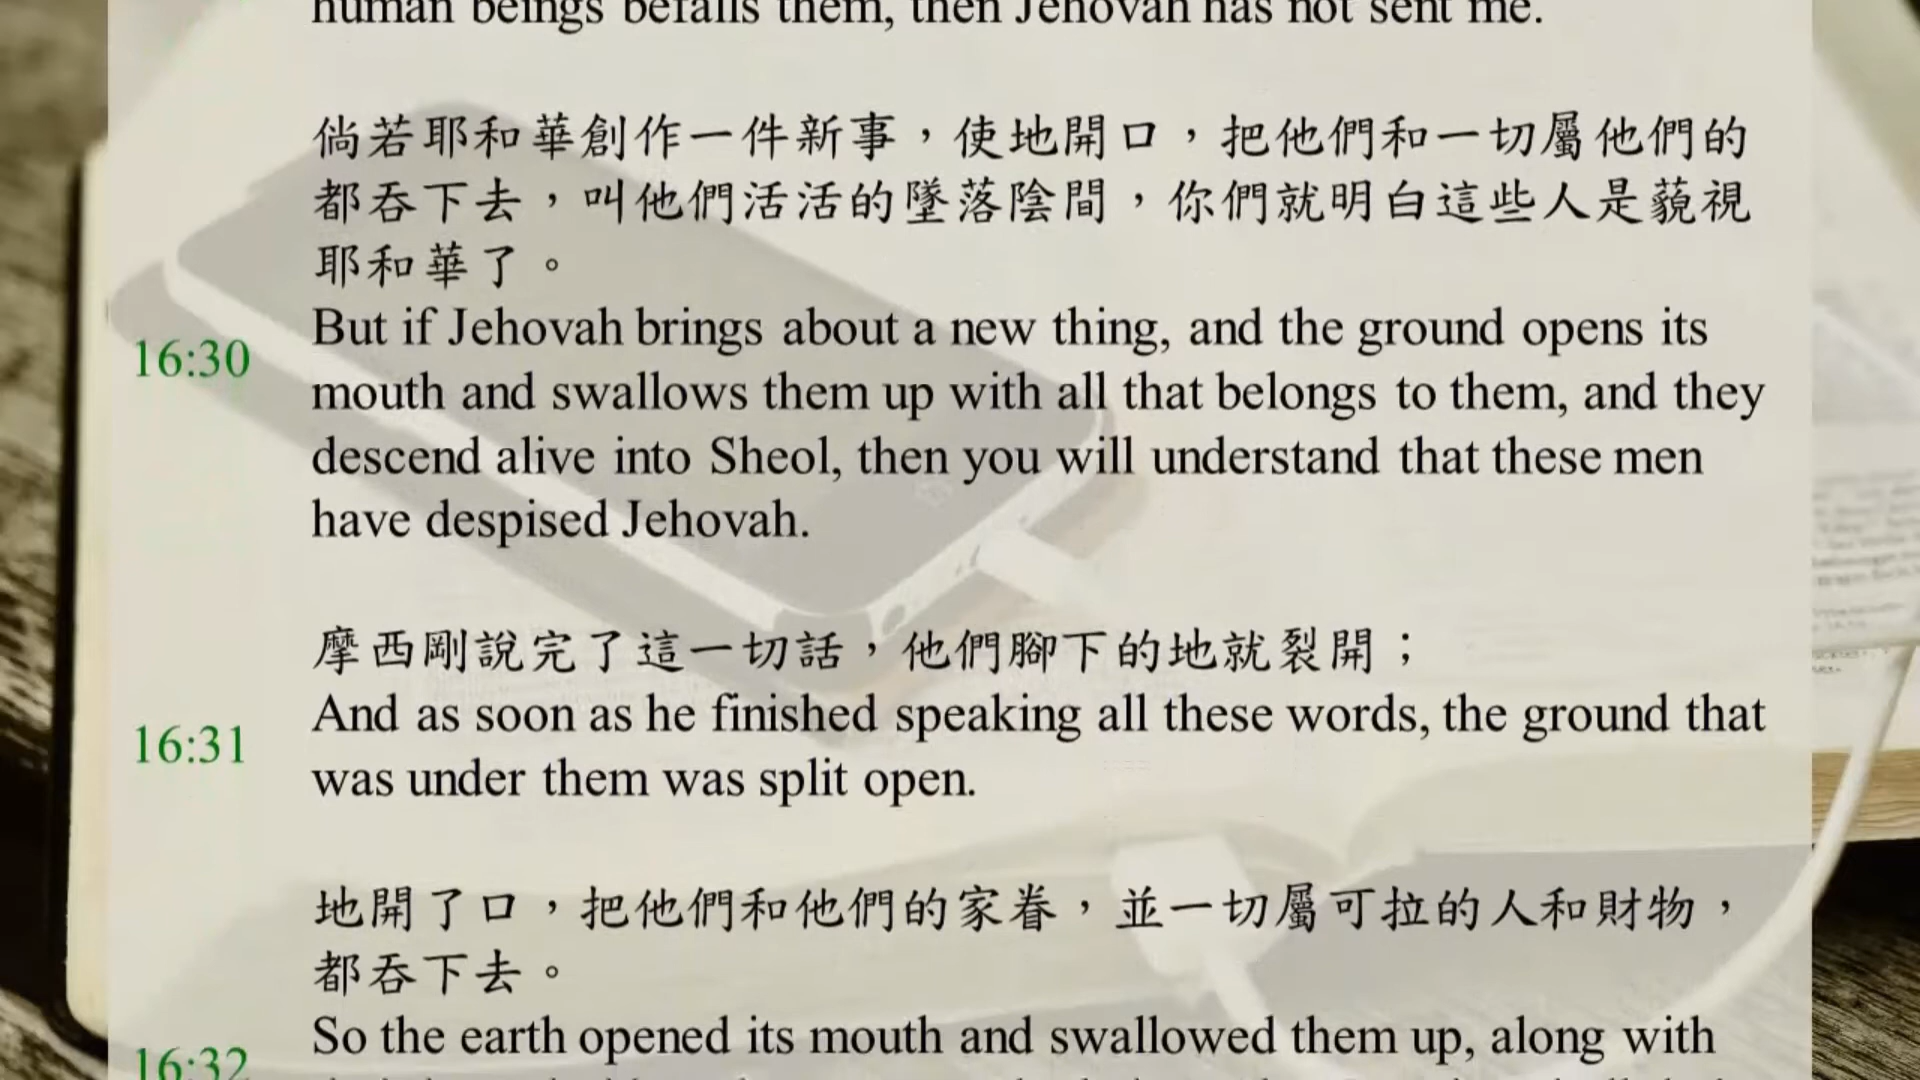 human beings befalls them, then Jehovah has not sent me.
倘若耶和華創作一件新事，使地開口，把他們和一切屬他們的
都吞下去，叫他們活活的墜落陰間，你們就明白這些人是藐視
耶和華了。
16:30
But if Jehovah brings about a new thing, and the ground opens its
mouth and swallows them up with all that belongs to them, and they
descend alive into Sheol, then you will understand that these men
have despised Jehovah.
摩西剛說完了這一切話，他們腳下的地就裂開；
16:31
And as soon as he finished speaking all these words, the ground that
was under them was split open.
地開了口，把他們和他們的家眷，並一切屬可拉的人和財物，
都吞下去。
16:32
So the earth opened its mouth and swallowed them up, along with